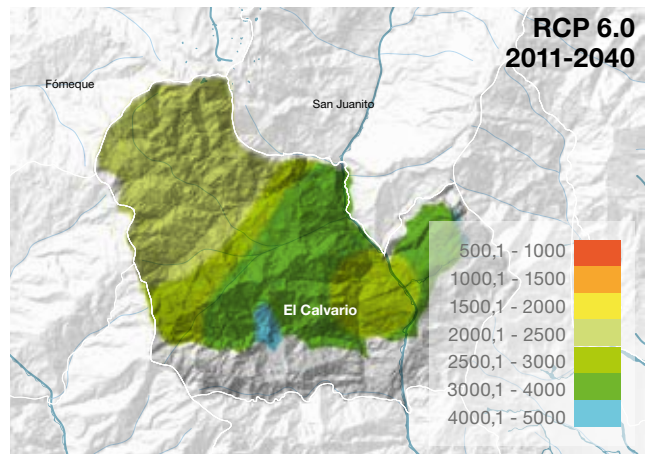 RCP 6.0
2011-2040
Fómeque
San Juanito
El Calvario
500,1 - 1000
1000,1 - 1500
1500,1 - 2000
2000,1 - 2500
2500,1 - 3000
3000,1 - 4000
4000,1 - 5000